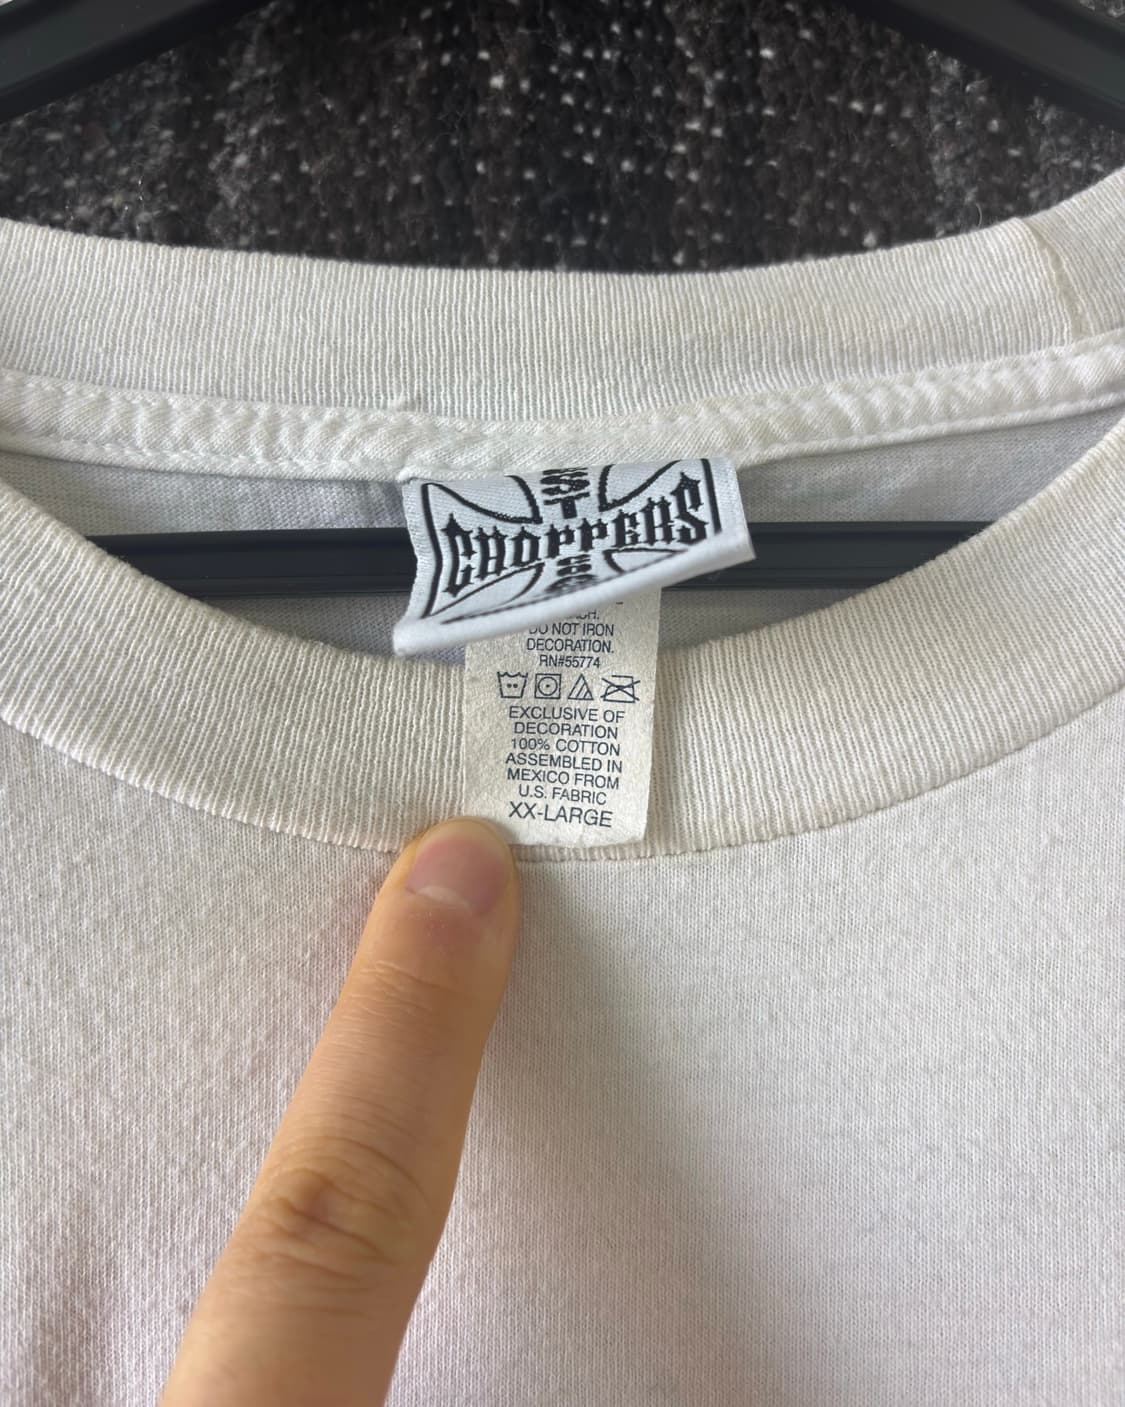 CHOPPERS
DO NOT IRON
DECORATION.
RN#55774
EXCLUSIVE OF
DECORATION
100% COTTON
ASSEMBLED IN
MEXICO FROM
U.S. FABRIC
XX-LARGE